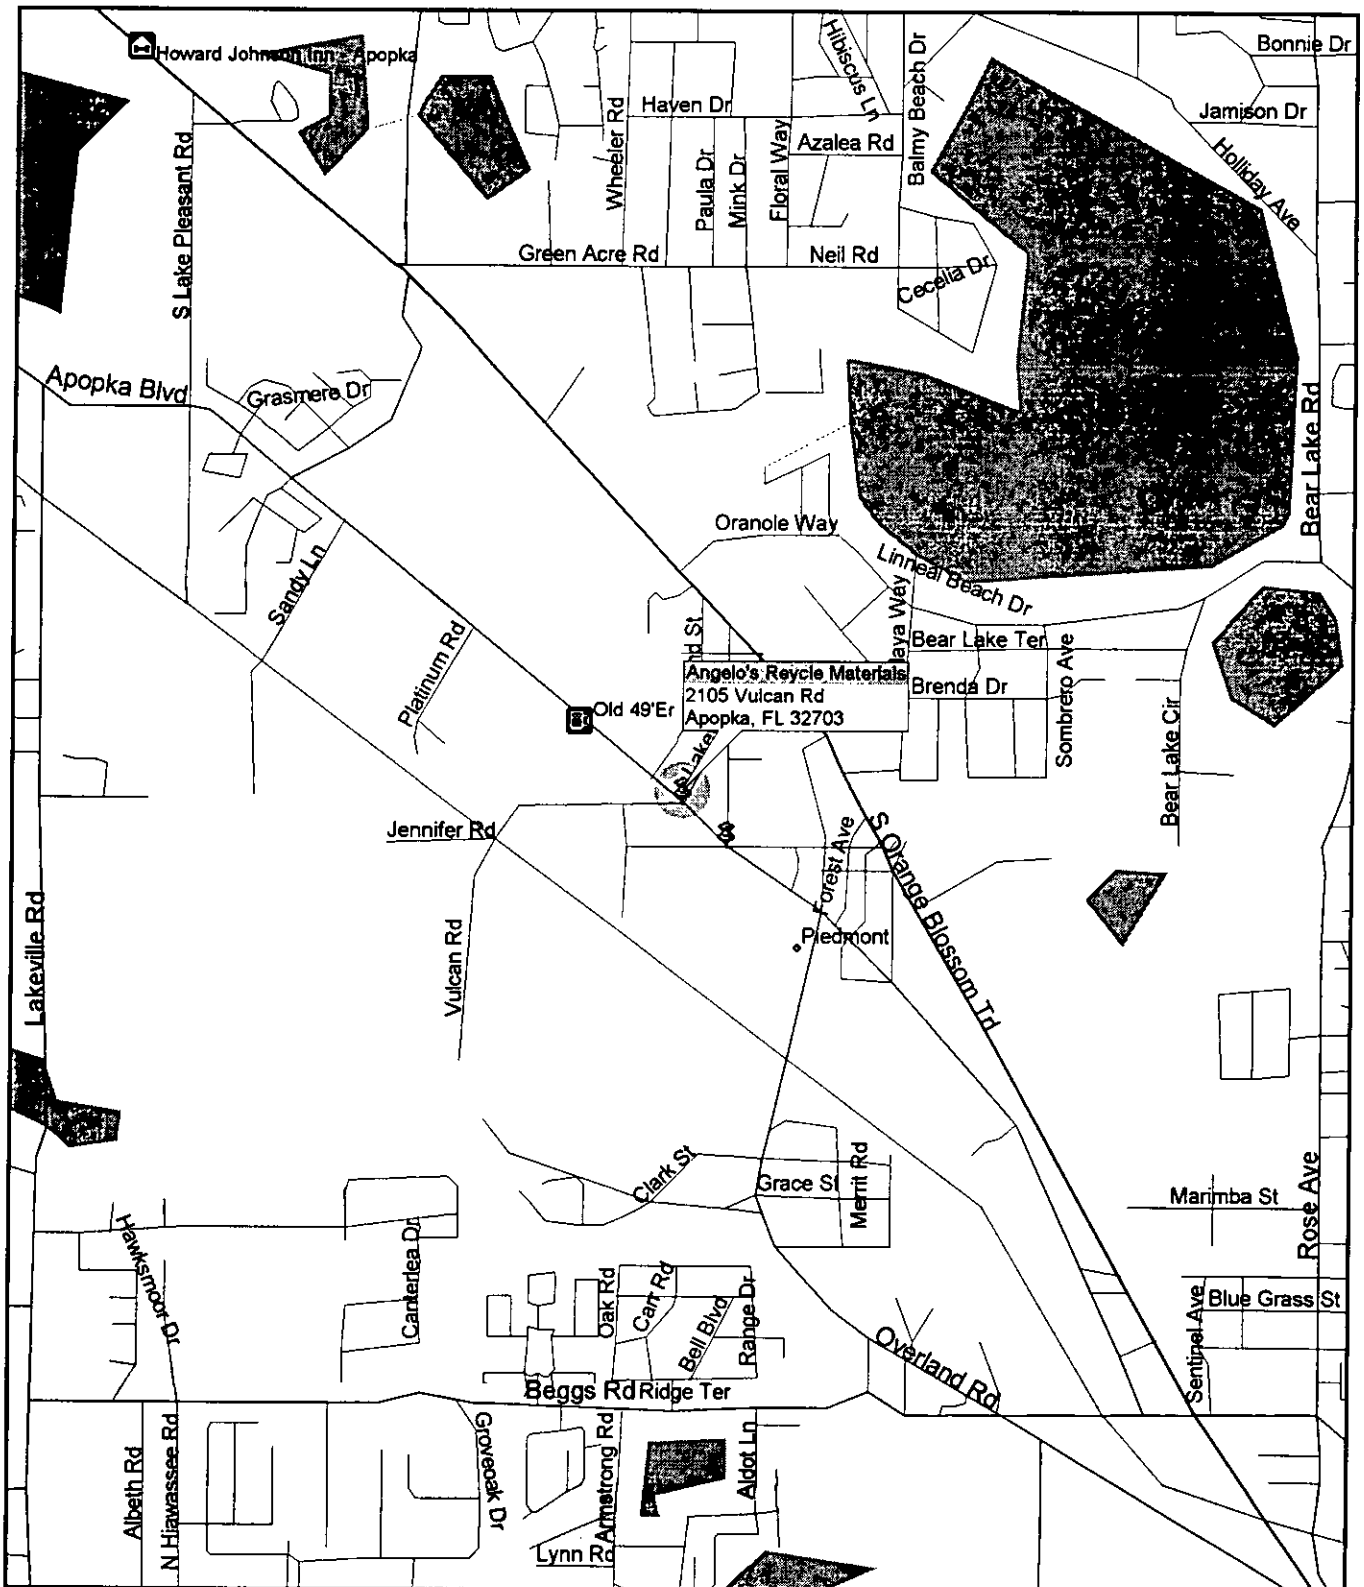 Howard Johnson Inn - Apopka
Bonnie Dr
Hibiscus Ln
Balmy Beach Dr
Haven Dr
Jamison Dr
Wheeler Rd
Azalea Rd
Holliday Ave
S Lake Pleasant Rd
Paula Dr
Mink Dr
Floral Way
Green Acre Rd
Neil Rd
Cecelia Dr
Apopka Blvd
Grasmere Dr
Bear Lake Rd
Oranole Way
Linneal Beach Dr
Sandy Ln
Platinum Rd
nd St
aya Way
Bear Lake Ter
Sombrero Ave
Angelo's Reycle Materials
2105 Vulcan Rd
Apopka, FL 32703
Brenda Dr
Old 49'Er
Lakev
Bear Lake Cir
Jennifer Rd
Forest Ave
S Orange Blossom Trl
Lakeville Rd
Vulcan Rd
Piedmont
Clark St
Grace St
Merrit Rd
Marimba St
Rose Ave
Hawksmoor Dr
Canterlea Dr
Oak Rd
Carr Rd
Bell Blvd
Range Dr
Sentinel Ave
Blue Grass St
Overland Rd
Beggs Rd
Ridge Ter
Albeth Rd
N Hiawassee Rd
Groveoak Dr
Armstrong Rd
Aldot Ln
Lynn Rd